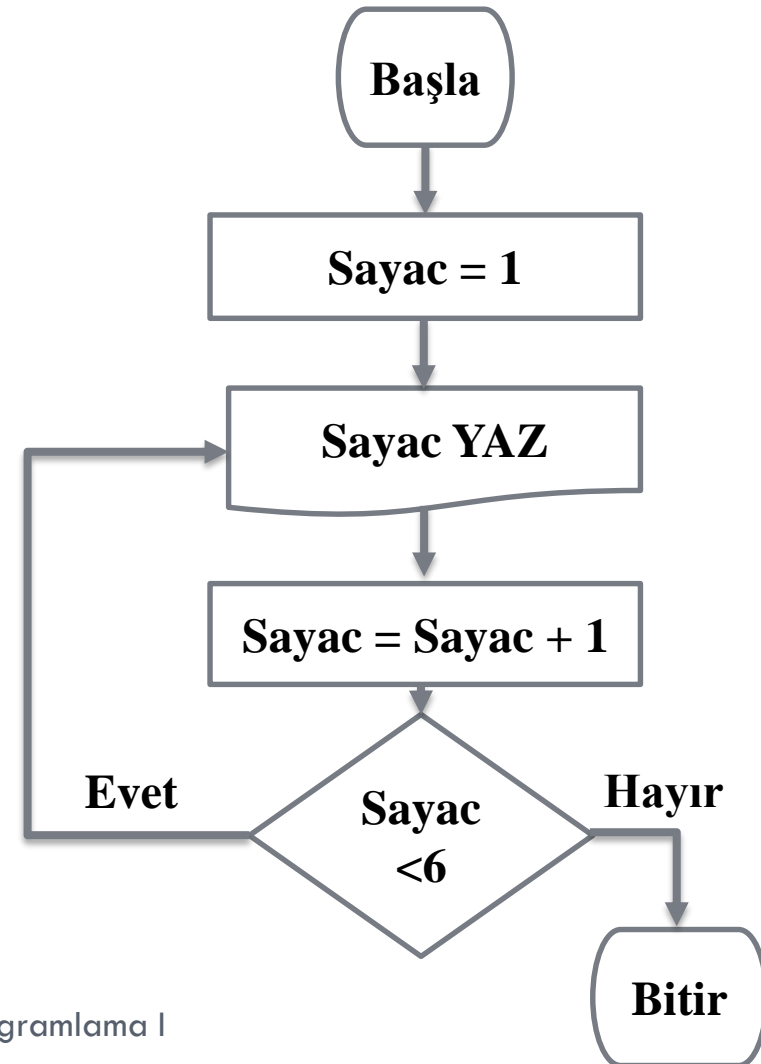 Başla
Sayac = 1
Sayac YAZ
Sayac = Sayac + 1
Evet
Sayac
<6
Hayır
Bitir
gramlama I